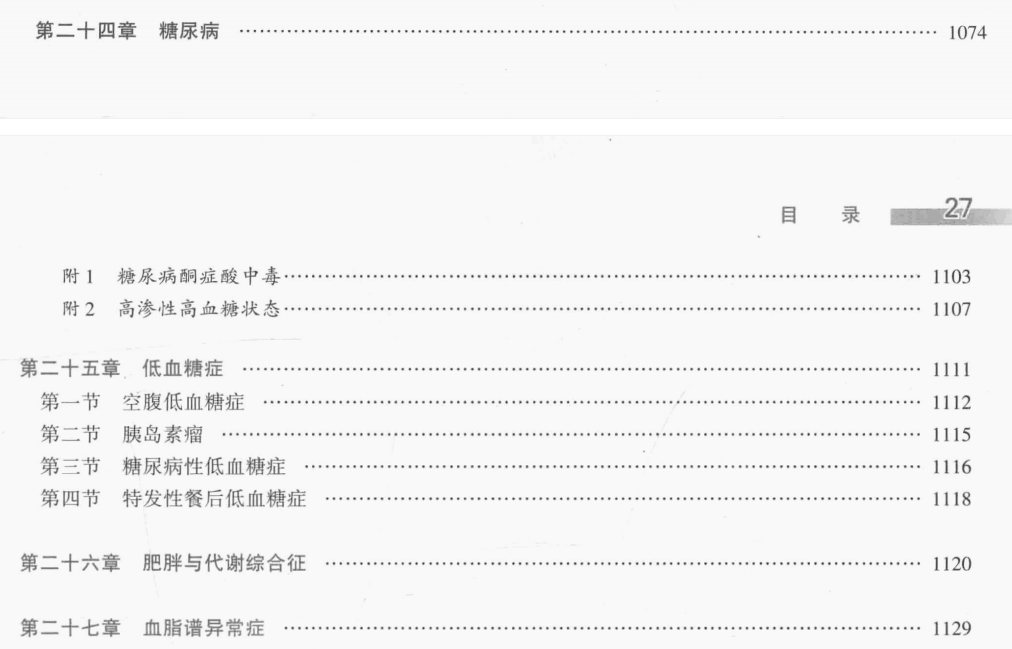 第二十四章 糖尿病 …… 1074
目 录 27
附1 糖尿病酮症酸中毒 …… 1103
附2 高渗性高血糖状态 …… 1107
第二十五章 低血糖症 …… 1111
第一节 空腹低血糖症 …… 1112
第二节 胰岛素瘤 …… 1115
第三节 糖尿病性低血糖症 …… 1116
第四节 特发性餐后低血糖症 …… 1118
第二十六章 肥胖与代谢综合征 …… 1120
第二十七章 血脂谱异常症 …… 1129